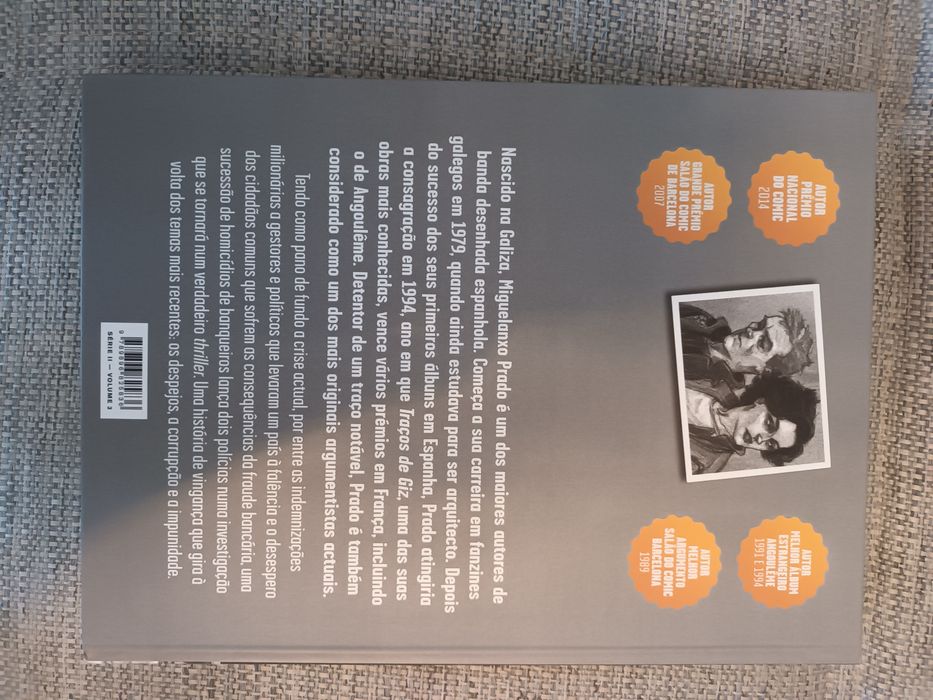 AUTOR
PREMIO
NACIONAL
DO COMIC
2014
AUTOR
MELHOR ÁLBUM
ESTRANGEIRO
ANGOULÊME
1991 E 1994
AUTOR
GRANDE PRÉMIO
SALÃO DO COMIC
DE BARCELONA
2007
AUTOR
MELHOR
ARGUMENTO
SALÃO DO COMIC
BARCELONA
1989
Nascido na Galiza, Miguelanxo Prado é um dos maiores autores de
banda desenhada espanhola. Começa a sua carreira em fanzines
galegos em 1979, quando ainda estudava para ser arquitecto. Depois
do sucesso dos seus primeiros álbuns em Espanha, Prado atingiria
a consagração em 1994, ano em que Traços de Giz, uma das suas
obras mais conhecidas, vence vários prémios em França, incluindo
o de Angoulême. Detentor de um traço notável, Prado é também
considerado como um dos mais originais argumentistas actuais.
Tendo como pano de fundo a crise actual, por entre as indemnizações
milionárias a gestores e políticos que levaram um país à falência e o desespero
dos cidadãos comuns que sofrem as consequências da fraude bancária, uma
sucessão de homicídios de banqueiros lança dois polícias numa investigação
que se tornará num verdadeiro thriller. Uma história de vingança que gira à
volta dos temas mais recentes: os despejos, a corrupção e a impunidade.
SÉRIE II — VOLUME 3